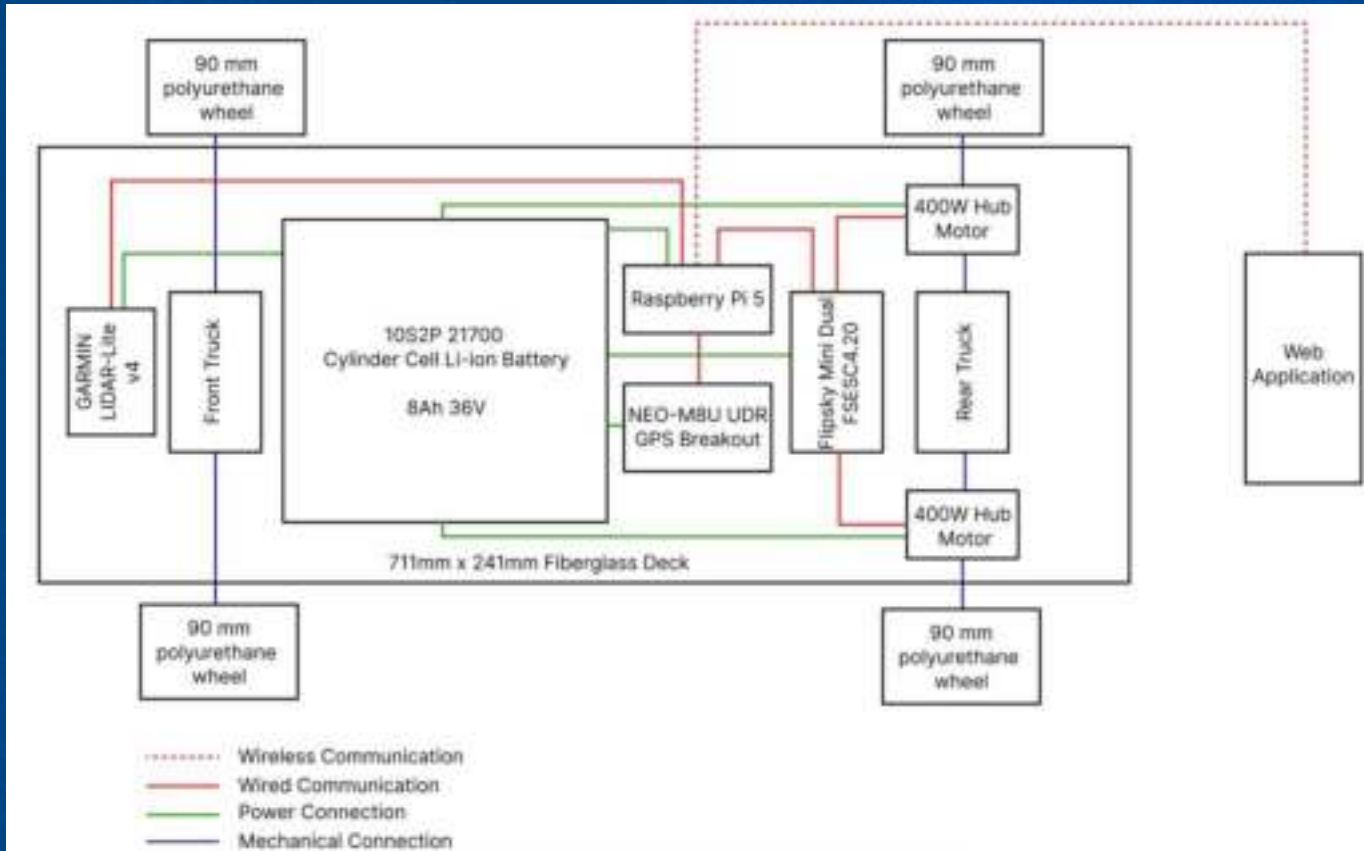 90 mm
polyurethane
wheel
90 mm
polyurethane
wheel
400W Hub
Motor
Raspberry Pi 5
GARMIN
LIDAR-Lite
v4
Front Truck
10S2P 21700
Cylinder Cell Li-ion Battery
8Ah 36V
NEO-M8U UDR
GPS Breakout
Flipsky Mini Dual
FSESC4.20
Rear Truck
Web
Application
400W Hub
Motor
711mm x 241mm Fiberglass Deck
90 mm
polyurethane
wheel
90 mm
polyurethane
wheel
Wireless Communication
Wired Communication
Power Connection
Mechanical Connection